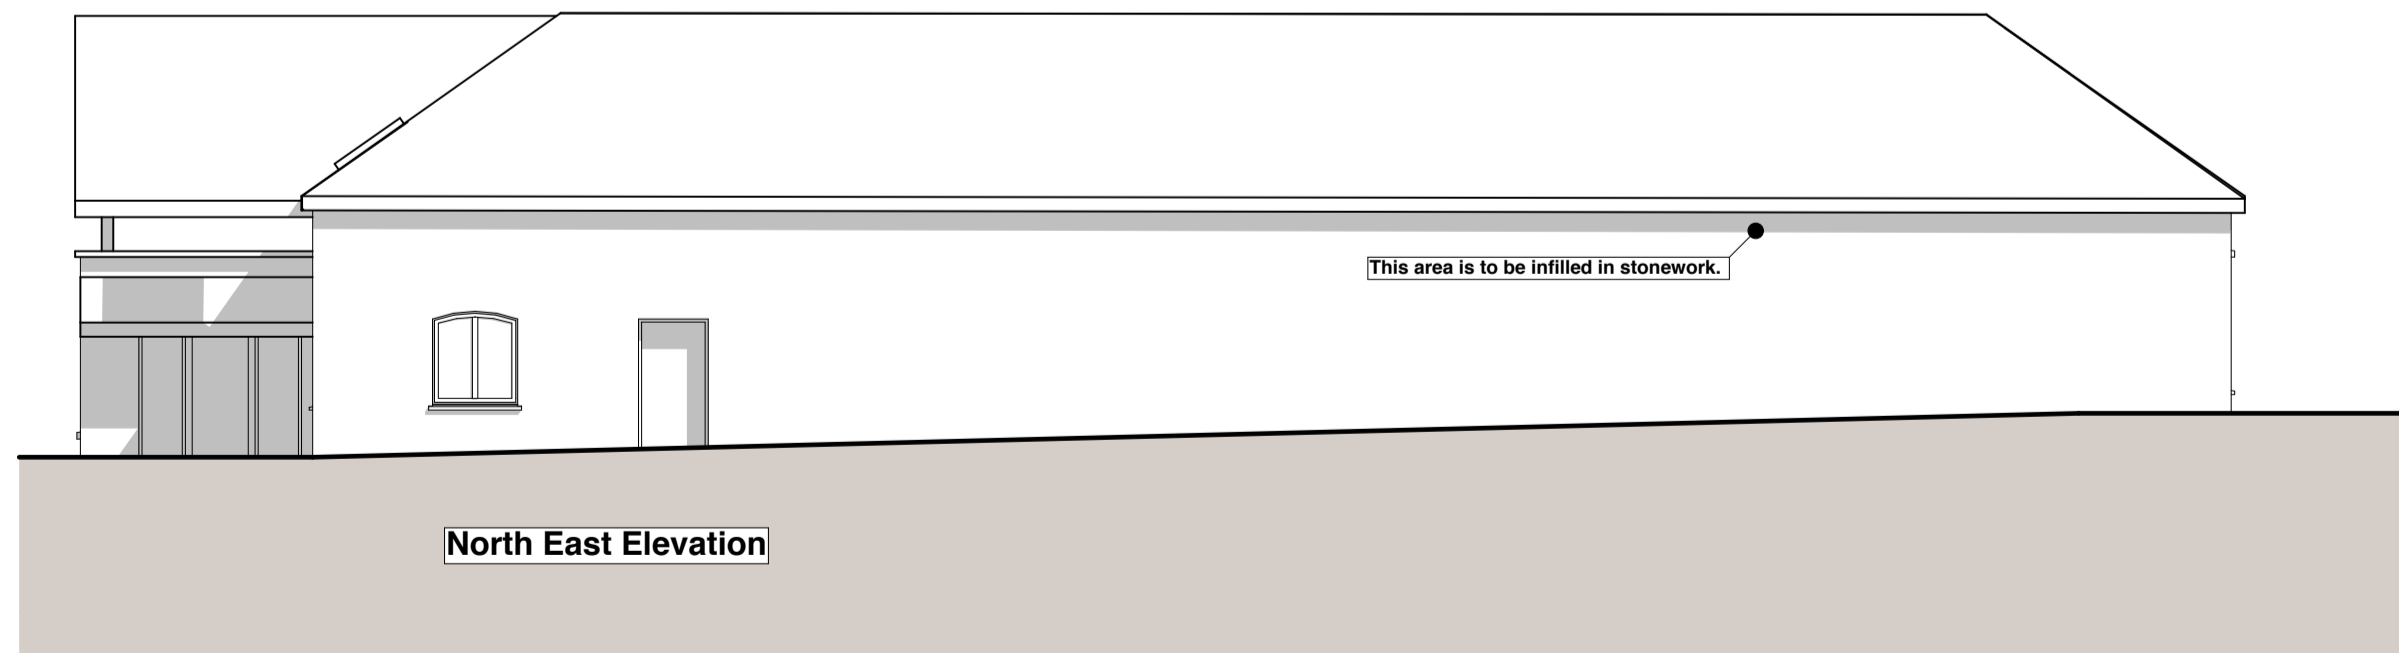 This area is to be infilled in stonework.
North East Elevation